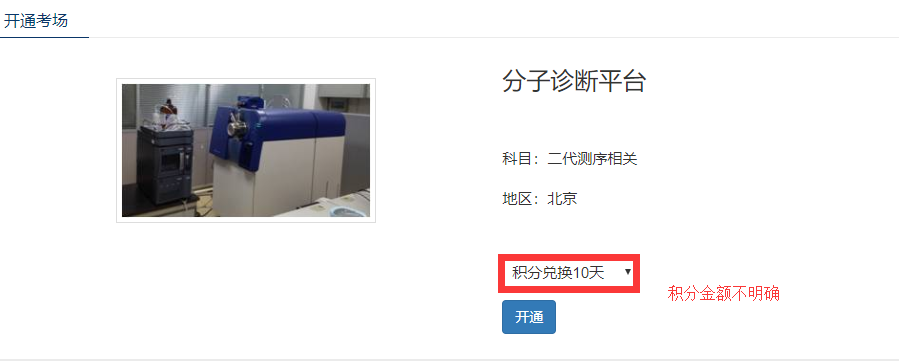 开通考场
分子诊断平台
科目：二代测序相关
地区：北京
积分兑换10天
积分金额不明确
开通